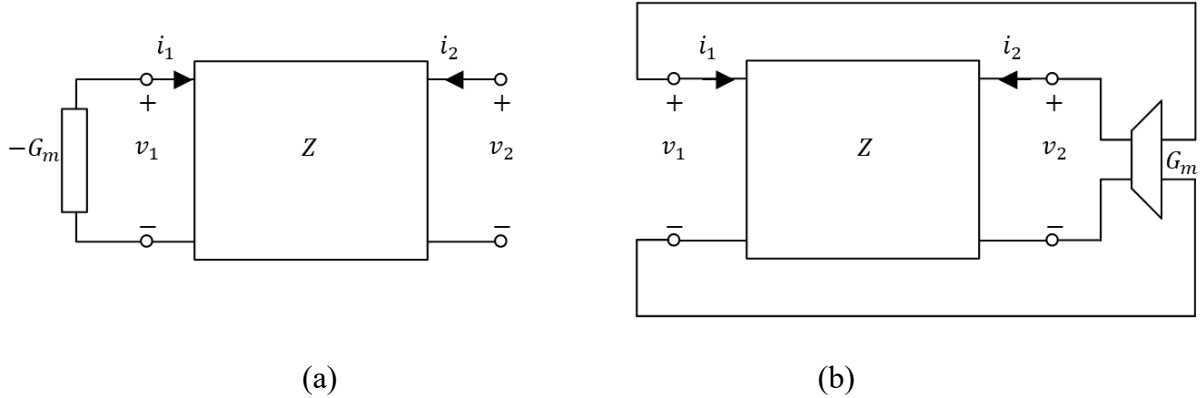 i₁ i₂ i₁ i₂
+ + + +
−Gₘ v₁ Z v₂ v₁ Z v₂ Gₘ
− − − −
(a) (b)